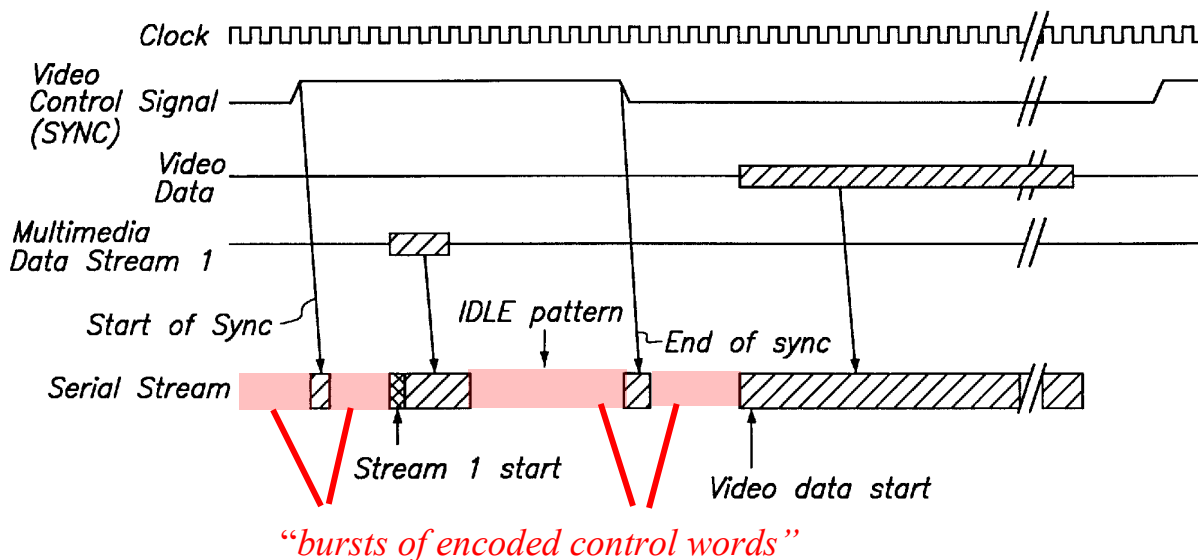 Clock
Video
Control Signal
(SYNC)
Video
Data
Multimedia
Data Stream 1
Start of Sync
IDLE pattern
End of sync
Serial Stream
Stream 1 start
Video data start
“bursts of encoded control words”